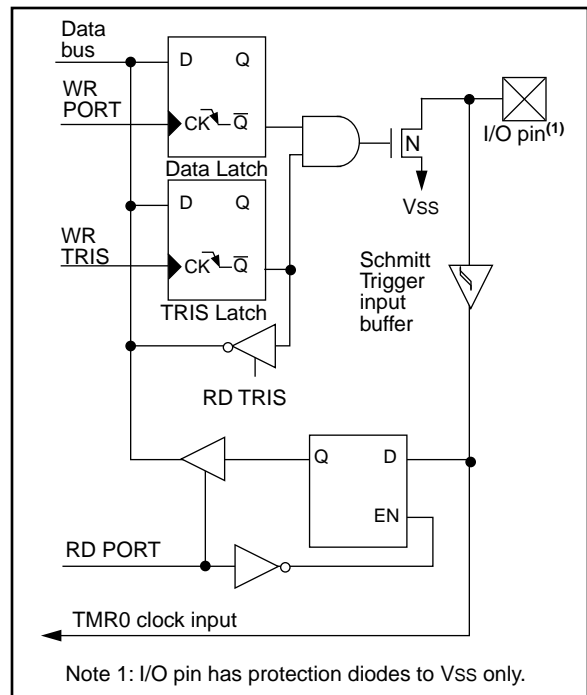 Data
bus
D Q
WR
PORT
CK Q̅
N
I/O pin(1)
Data Latch
VSS
D Q
WR
TRIS
CK Q̅
Schmitt
Trigger
input
buffer
TRIS Latch
RD TRIS
Q D
EN
RD PORT
TMR0 clock input
Note 1: I/O pin has protection diodes to VSS only.